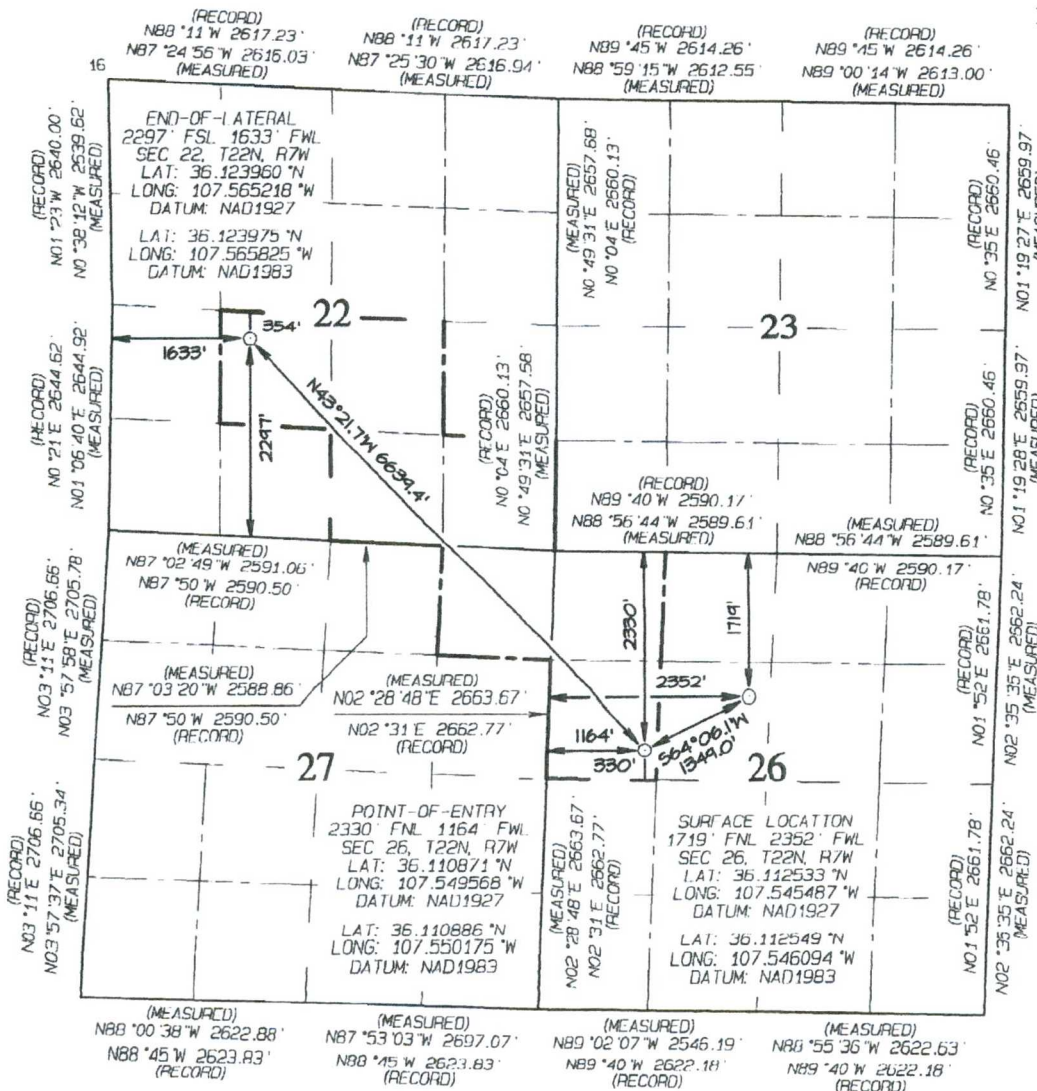 (RECORD)
N88°11'W 2617.23'
N87°24'56"W 2616.03'
(MEASURED)
(RECORD)
N88°11'W 2617.23'
N87°25'30"W 2616.94'
(MEASURED)
(RECORD)
N89°45'W 2614.26'
N88°59'15"W 2612.55'
(MEASURED)
(RECORD)
N89°45'W 2614.26'
N89°00'14"W 2613.00'
(MEASURED)
16
(RECORD)
N01°23'W 2640.00'
N0°38'12"W 2639.62'
(MEASURED)
END-OF-LATERAL
2297' FSL 1633' FWL
SEC 22, T22N, R7W
LAT: 36.123960°N
LONG: 107.565218°W
DATUM: NAD1927
LAT: 36.123975°N
LONG: 107.565825°W
DATUM: NAD1983
(MEASURED)
N0°49'31"E 2657.68'
N0°04'E 2660.13'
(RECORD)
(RECORD)
N0°35'E 2660.46'
N01°19'27"E 2659.97'
22
23
354'
1633'
2297'
N43°21.7'W 6639.4'
(RECORD)
N0°21'E 2644.62'
N01°06'40"E 2644.92'
(MEASURED)
(RECORD)
N0°04'E 2660.13'
N0°49'31"E 2657.58'
(MEASURED)
(RECORD)
N0°35'E 2660.46'
N01°19'28"E 2659.97'
(MEASURED)
(RECORD)
N89°40'W 2590.17'
N88°56'44"W 2589.61'
(MEASURED)
N88°56'44"W 2589.61'
N89°40'W 2590.17'
(RECORD)
(MEASURED)
N87°02'49"W 2591.06'
N87°50'W 2590.50'
(RECORD)
(RECORD)
N03°11'E 2706.66'
N03°57'58"E 2705.78'
(MEASURED)
(MEASURED)
N87°03'20"W 2588.86'
N87°50'W 2590.50'
(RECORD)
(MEASURED)
N02°28'48"E 2663.67
N02°31'E 2662.77'
(RECORD)
2330'
1719'
2352'
1164'
330'
S64°06.1'W
1349.0'
(RECORD)
N01°52'E 2661.78'
N02°35'35"E 2662.24'
(MEASURED)
27
26
(RECORD)
N03°11'E 2706.66'
N03°57'37"E 2705.34'
(MEASURED)
POINT-OF-ENTRY
2330' FNL 1164' FWL
SEC 26, T22N, R7W
LAT: 36.110871°N
LONG: 107.549568°W
DATUM: NAD1927
LAT: 36.110886°N
LONG: 107.550175°W
DATUM: NAD1983
(MEASURED)
N02°28'48"E 2663.67'
N02°31'E 2662.77'
(RECORD)
SURFACE LOCATION
1719' FNL 2352' FWL
SEC 26, T22N, R7W
LAT: 36.112533°N
LONG: 107.545487°W
DATUM: NAD1927
LAT: 36.112549°N
LONG: 107.546094°W
DATUM: NAD1983
(RECORD)
N01°52'E 2661.78'
N02°35'35"E 2662.24'
(MEASURED)
(MEASURED)
N88°00'38"W 2622.88'
N88°45'W 2623.83'
(RECORD)
(MEASURED)
N87°53'03"W 2697.07'
N88°45'W 2623.83'
(RECORD)
(MEASURED)
N89°02'07"W 2546.19'
N89°40'W 2622.18'
(RECORD)
(MEASURED)
N88°55'36"W 2622.63'
N89°40'W 2622.18'
(RECORD)